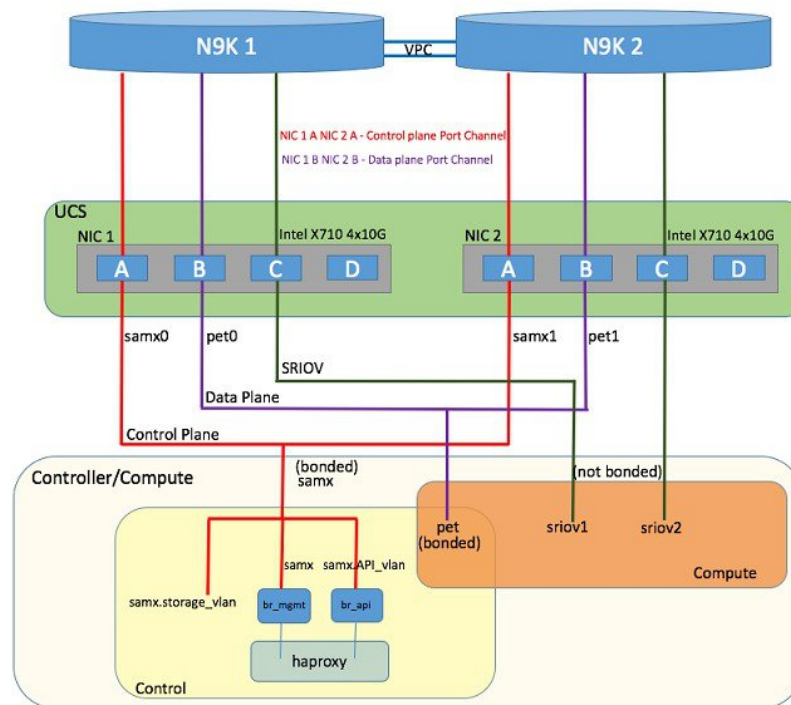 N9K 1
VPC
N9K 2
NIC 1 A NIC 2 A - Control plane Port Channel
NIC 1 B NIC 2 B - Data plane Port Channel
UCS
NIC 1
Intel X710 4x10G
NIC 2
Intel X710 4x10G
A
B
C
D
A
B
C
D
samx0
pet0
samx1
pet1
SRIOV
Data Plane
Control Plane
Controller/Compute
(bonded)
samx
(not bonded)
pet
(bonded)
sriov1
sriov2
Compute
samx
samx.API_vlan
samx.storage_vlan
br_mgmt
br_api
haproxy
Control